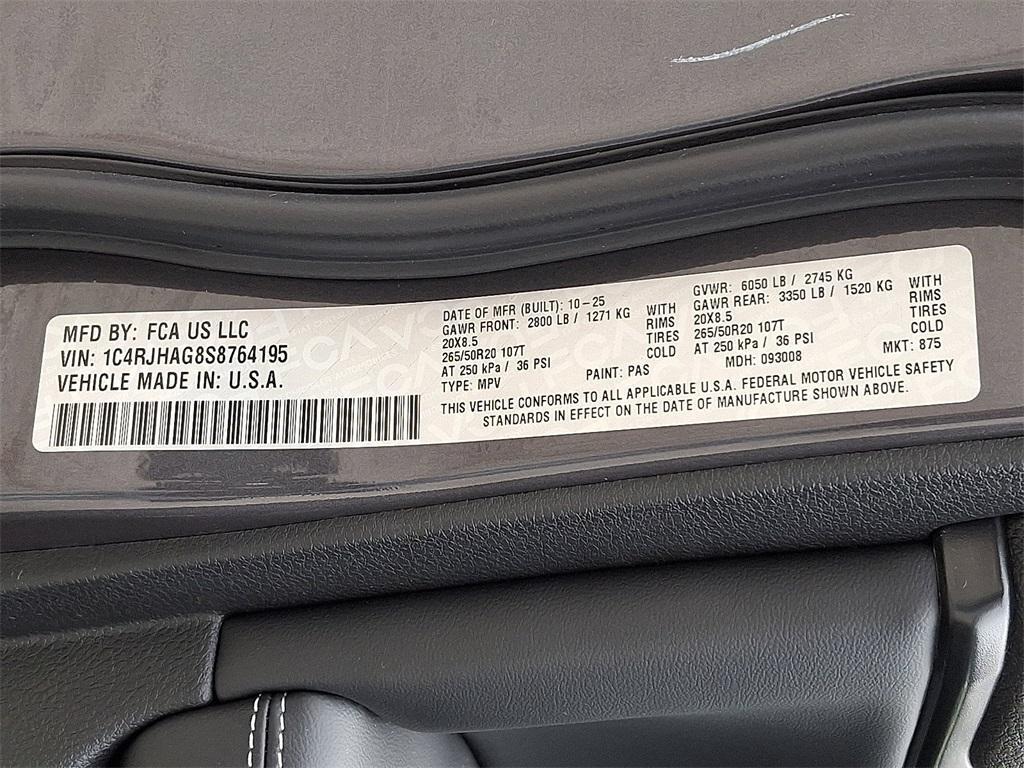 MFD BY: FCA US LLC
VIN: 1C4RJHAG8S8764195
VEHICLE MADE IN: U.S.A.
DATE OF MFR (BUILT): 10-25
GAWR FRONT: 2800 LB / 1271 KG WITH
20X8.5 RIMS
265/50R20 107T TIRES
AT 250 kPa / 36 PSI COLD
TYPE: MPV PAINT: PAS
GVWR: 6050 LB / 2745 KG
GAWR REAR: 3350 LB / 1520 KG WITH
20X8.5 RIMS
265/50R20 107T TIRES
AT 250 kPa / 36 PSI COLD
MDH: 093008 MKT: 875
THIS VEHICLE CONFORMS TO ALL APPLICABLE U.S.A. FEDERAL MOTOR VEHICLE SAFETY
STANDARDS IN EFFECT ON THE DATE OF MANUFACTURE SHOWN ABOVE.